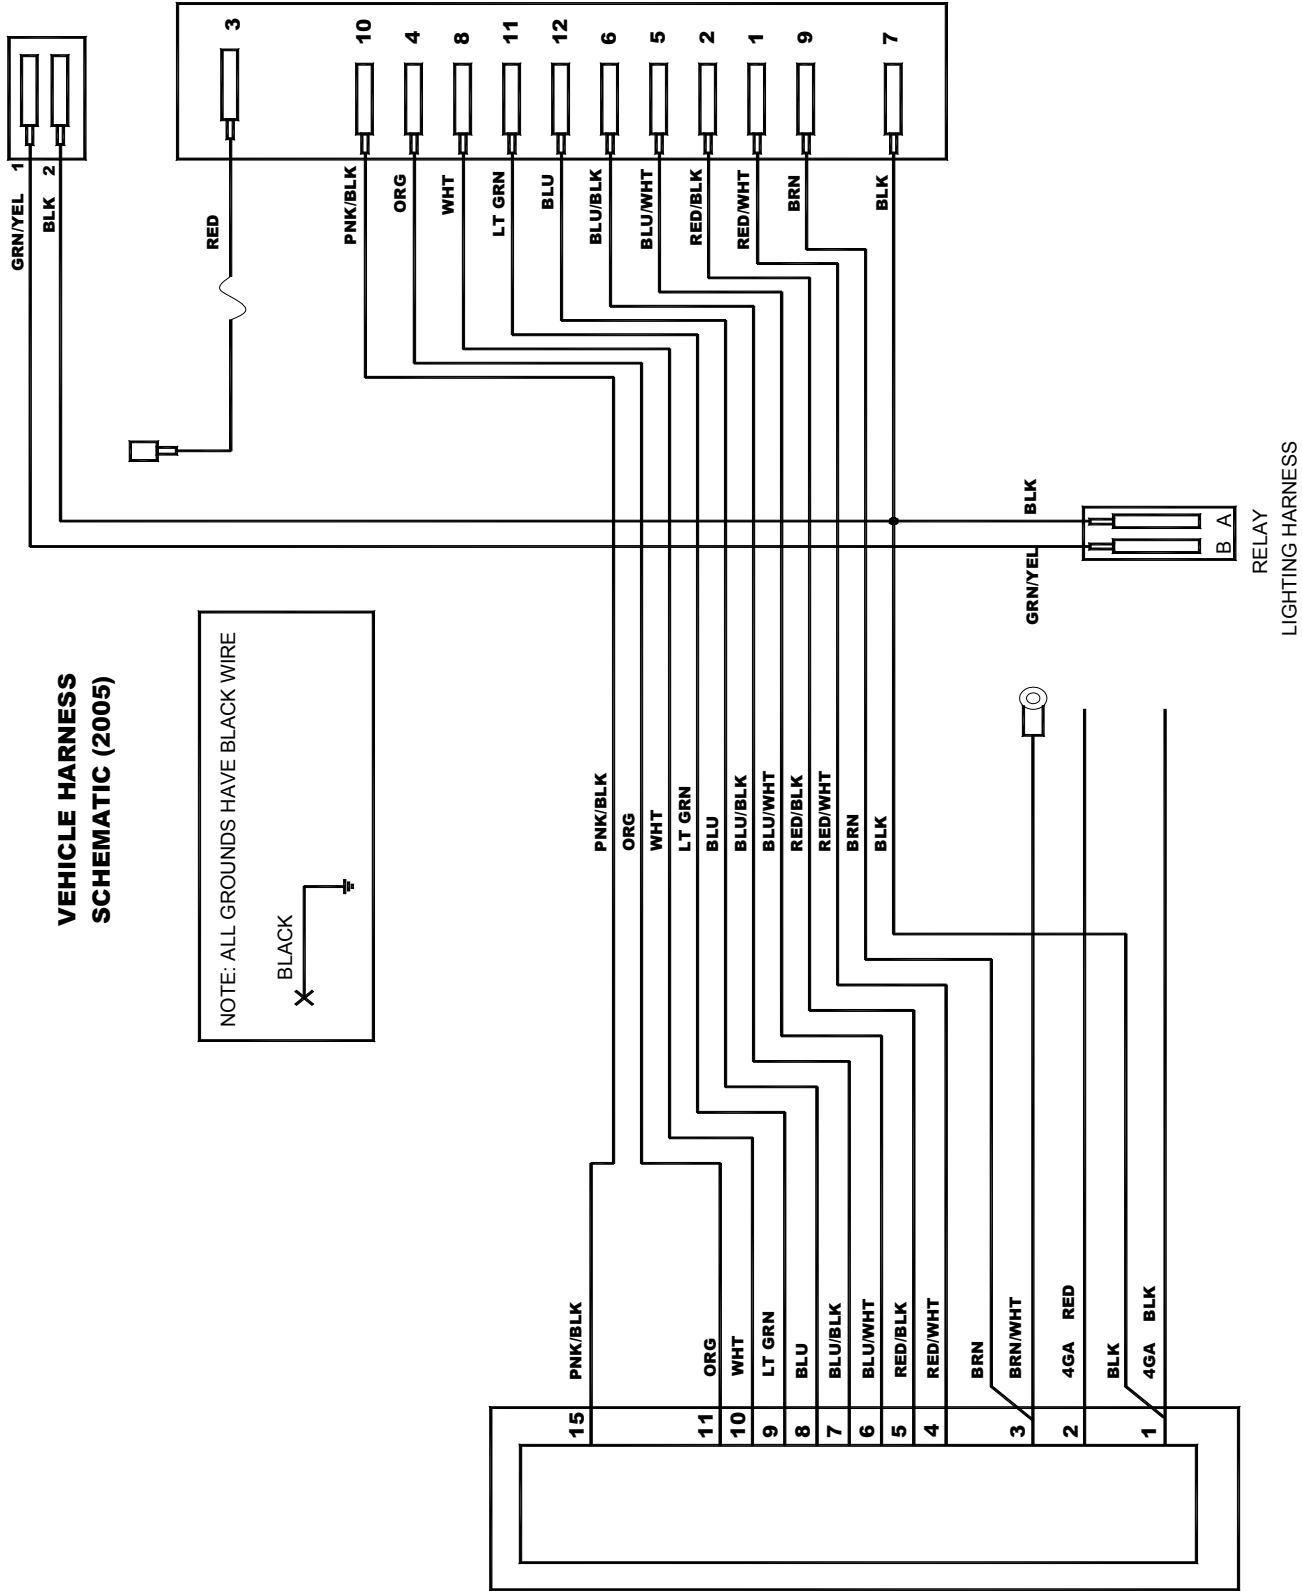 VEHICLE HARNESS
SCHEMATIC (2005)
NOTE: ALL GROUNDS HAVE BLACK WIRE
BLACK
GRN/YEL 1
BLK 2
3
RED
10
4
8
11
12
6
5
2
1
9
7
PNK/BLK
ORG
WHT
LT GRN
BLU
BLU/BLK
BLU/WHT
RED/BLK
RED/WHT
BRN
BLK
BLK
GRN/YEL
B A
RELAY
LIGHTING HARNESS
PNK/BLK
ORG
WHT
LT GRN
BLU
BLU/BLK
BLU/WHT
RED/BLK
RED/WHT
BRN
BLK
15 PNK/BLK
11 ORG
10 WHT
9 LT GRN
8 BLU
7 BLU/BLK
6 BLU/WHT
5 RED/BLK
4 RED/WHT
BRN
3 BRN/WHT
2 4GA RED
BLK
1 4GA BLK